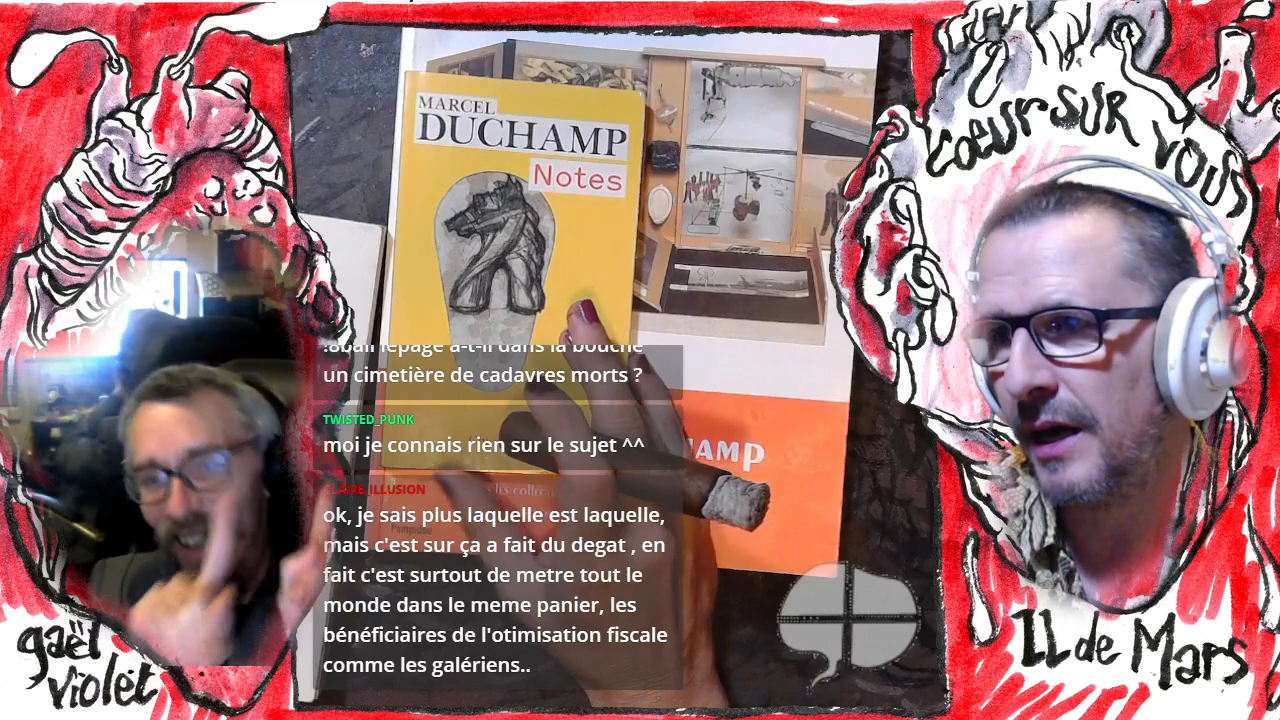 MARCEL
DUCHAMP
Notes
cœur SUR vous
un cimetière de cadavres morts ?
TWISTED_PUNK
moi je connais rien sur le sujet ^^
CLAIRE_ILLUSION
ok, je sais plus laquelle est laquelle,
mais c'est sur ça a fait du degat , en
fait c'est surtout de metre tout le
monde dans le meme panier, les
bénéficiaires de l'otimisation fiscale
comme les galériens..
gaël
violet
IL de Mars